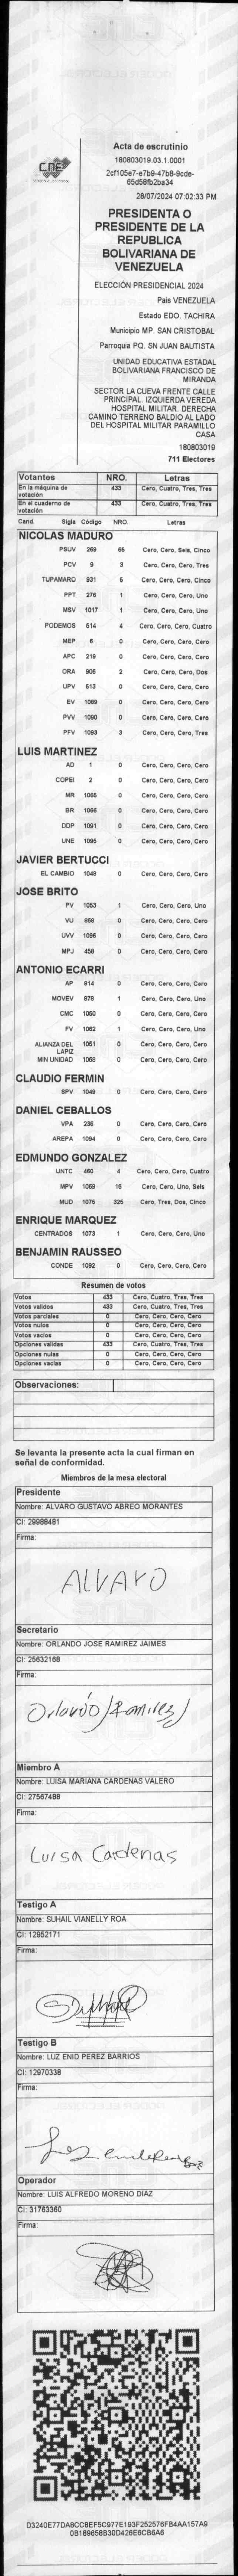 CNE
Acta de escrutinio
180803019.03.1.0001
28/07/2024 07:02:33 PM
PRESIDENTA O
PRESIDENTE DE LA
REPUBLICA
BOLIVARIANA DE
VENEZUELA
ELECCIÓN PRESIDENCIAL 2024
Pais VENEZUELA
Estado EDO. TACHIRA
Municipio MP. SAN CRISTOBAL
Parroquia PQ. SN JUAN BAUTISTA
UNIDAD EDUCATIVA ESTADAL
BOLIVARIANA FRANCISCO DE
MIRANDA
SECTOR LA CUEVA FRENTE CALLE
PRINCIPAL. IZQUIERDA VEREDA
HOSPITAL MILITAR. DERECHA
CAMINO TERRENO BALDIO AL LADO
DEL HOSPITAL MILITAR PARAMILLO
CASA
180803019
711 Electores
Votantes NRO. Letras
En la máquina de votación 433 Cero, Cuatro, Tres, Tres
En el cuaderno de votación 433 Cero, Cuatro, Tres, Tres
Cand. Sigla Código NRO. Letras
NICOLAS MADURO
PSUV 269 65 Cero, Cero, Seis, Cinco
PCV 9 3 Cero, Cero, Cero, Tres
TUPAMARO 931 5 Cero, Cero, Cero, Cinco
PPT 276 1 Cero, Cero, Cero, Uno
MSV 1017 1 Cero, Cero, Cero, Uno
PODEMOS 514 4 Cero, Cero, Cero, Cuatro
MEP 6 0 Cero, Cero, Cero, Cero
APC 219 0 Cero, Cero, Cero, Cero
ORA 906 2 Cero, Cero, Cero, Dos
UPV 613 0 Cero, Cero, Cero, Cero
EV 1089 0 Cero, Cero, Cero, Cero
PVV 1090 0 Cero, Cero, Cero, Cero
PFV 1093 3 Cero, Cero, Cero, Tres
LUIS MARTINEZ
AD 1 0 Cero, Cero, Cero, Cero
COPEI 2 0 Cero, Cero, Cero, Cero
MR 1065 0 Cero, Cero, Cero, Cero
BR 1066 0 Cero, Cero, Cero, Cero
DDP 1091 0 Cero, Cero, Cero, Cero
UNE 1095 0 Cero, Cero, Cero, Cero
JAVIER BERTUCCI
EL CAMBIO 1048 0 Cero, Cero, Cero, Cero
JOSE BRITO
PV 1053 1 Cero, Cero, Cero, Uno
VU 968 0 Cero, Cero, Cero, Cero
UVV 1096 0 Cero, Cero, Cero, Cero
MPJ 458 0 Cero, Cero, Cero, Cero
ANTONIO ECARRI
AP 814 0 Cero, Cero, Cero, Cero
MOVEV 878 1 Cero, Cero, Cero, Uno
CMC 1050 0 Cero, Cero, Cero, Cero
FV 1062 1 Cero, Cero, Cero, Uno
ALIANZA DEL LAPIZ 1051 0 Cero, Cero, Cero, Cero
MIN UNIDAD 1068 0 Cero, Cero, Cero, Cero
CLAUDIO FERMIN
SPV 1049 0 Cero, Cero, Cero, Cero
DANIEL CEBALLOS
VPA 236 0 Cero, Cero, Cero, Cero
AREPA 1094 0 Cero, Cero, Cero, Cero
EDMUNDO GONZALEZ
UNTC 460 4 Cero, Cero, Cero, Cuatro
MPV 1069 16 Cero, Cero, Uno, Seis
MUD 1075 325 Cero, Tres, Dos, Cinco
ENRIQUE MARQUEZ
CENTRADOS 1073 1 Cero, Cero, Cero, Uno
BENJAMIN RAUSSEO
CONDE 1092 0 Cero, Cero, Cero, Cero
Resumen de votos
Votos 433 Cero, Cuatro, Tres, Tres
Votos validos 433 Cero, Cuatro, Tres, Tres
Votos parciales 0 Cero, Cero, Cero, Cero
Votos nulos 0 Cero, Cero, Cero, Cero
Votos vacios 0 Cero, Cero, Cero, Cero
Opciones validas 433 Cero, Cuatro, Tres, Tres
Opciones nulas 0 Cero, Cero, Cero, Cero
Opciones vacias 0 Cero, Cero, Cero, Cero
Observaciones:
Se levanta la presente acta la cual firman en
señal de conformidad.
Miembros de la mesa electoral
Presidente
Nombre: ALVARO GUSTAVO ABREO MORANTES
CI: 29988481
Firma:
ALVARO
Secretario
Nombre: ORLANDO JOSE RAMIREZ JAIMES
CI: 25632168
Firma:
Orlando Ramirez
Miembro A
Nombre: LUISA MARIANA CARDENAS VALERO
CI: 27567488
Firma:
Luisa Cardenas
Testigo A
Nombre: SUHAIL VIANELLY ROA
CI: 12952171
Firma:
Testigo B
Nombre: LUZ ENID PEREZ BARRIOS
CI: 12970338
Firma:
Operador
Nombre: LUIS ALFREDO MORENO DIAZ
CI: 31763360
Firma:
D3240E77DABCC8EF5C977E193F252576FB4AA157A9
0B189658B30D426E6CB6A6